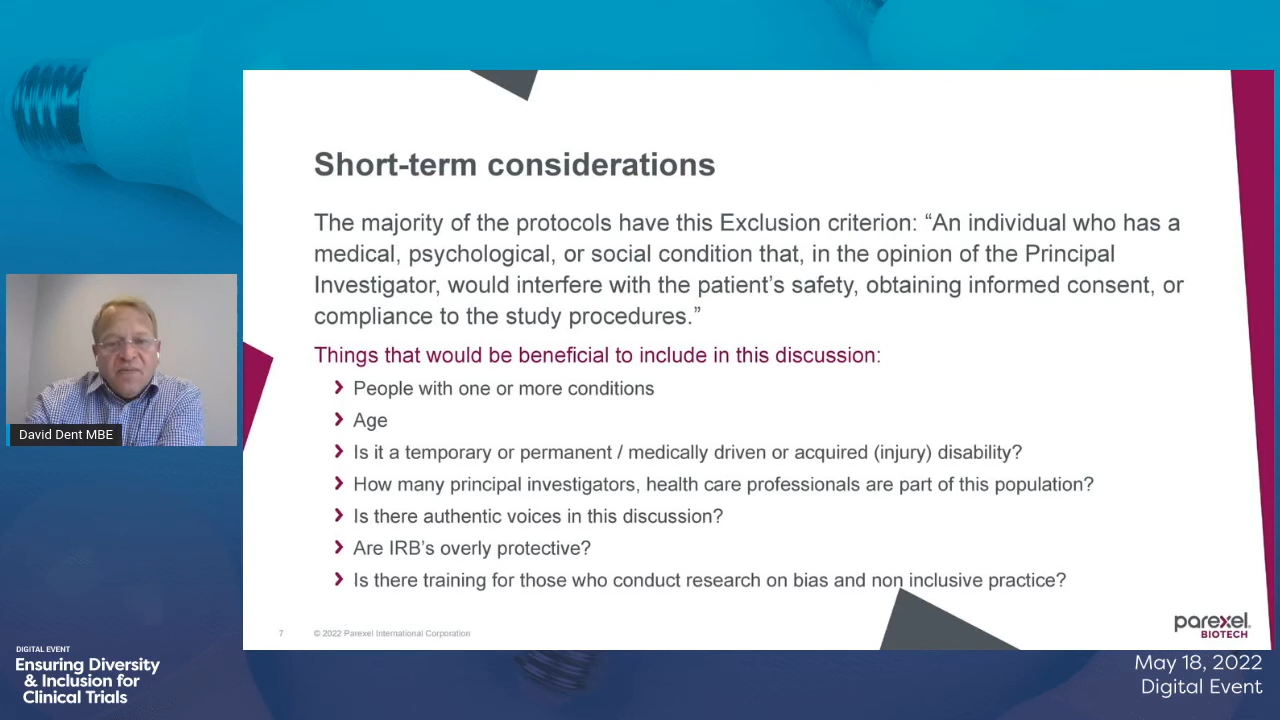 Short-term considerations
The majority of the protocols have this Exclusion criterion: “An individual who has a
medical, psychological, or social condition that, in the opinion of the Principal
Investigator, would interfere with the patient’s safety, obtaining informed consent, or
compliance to the study procedures.”
Things that would be beneficial to include in this discussion:
People with one or more conditions
Age
Is it a temporary or permanent / medically driven or acquired (injury) disability?
How many principal investigators, health care professionals are part of this population?
Is there authentic voices in this discussion?
Are IRB’s overly protective?
Is there training for those who conduct research on bias and non inclusive practice?
7
© 2022 Parexel International Corporation
parexel.
BIOTECH
David Dent MBE
DIGITAL EVENT
Ensuring Diversity
& Inclusion for
Clinical Trials
May 18, 2022
Digital Event